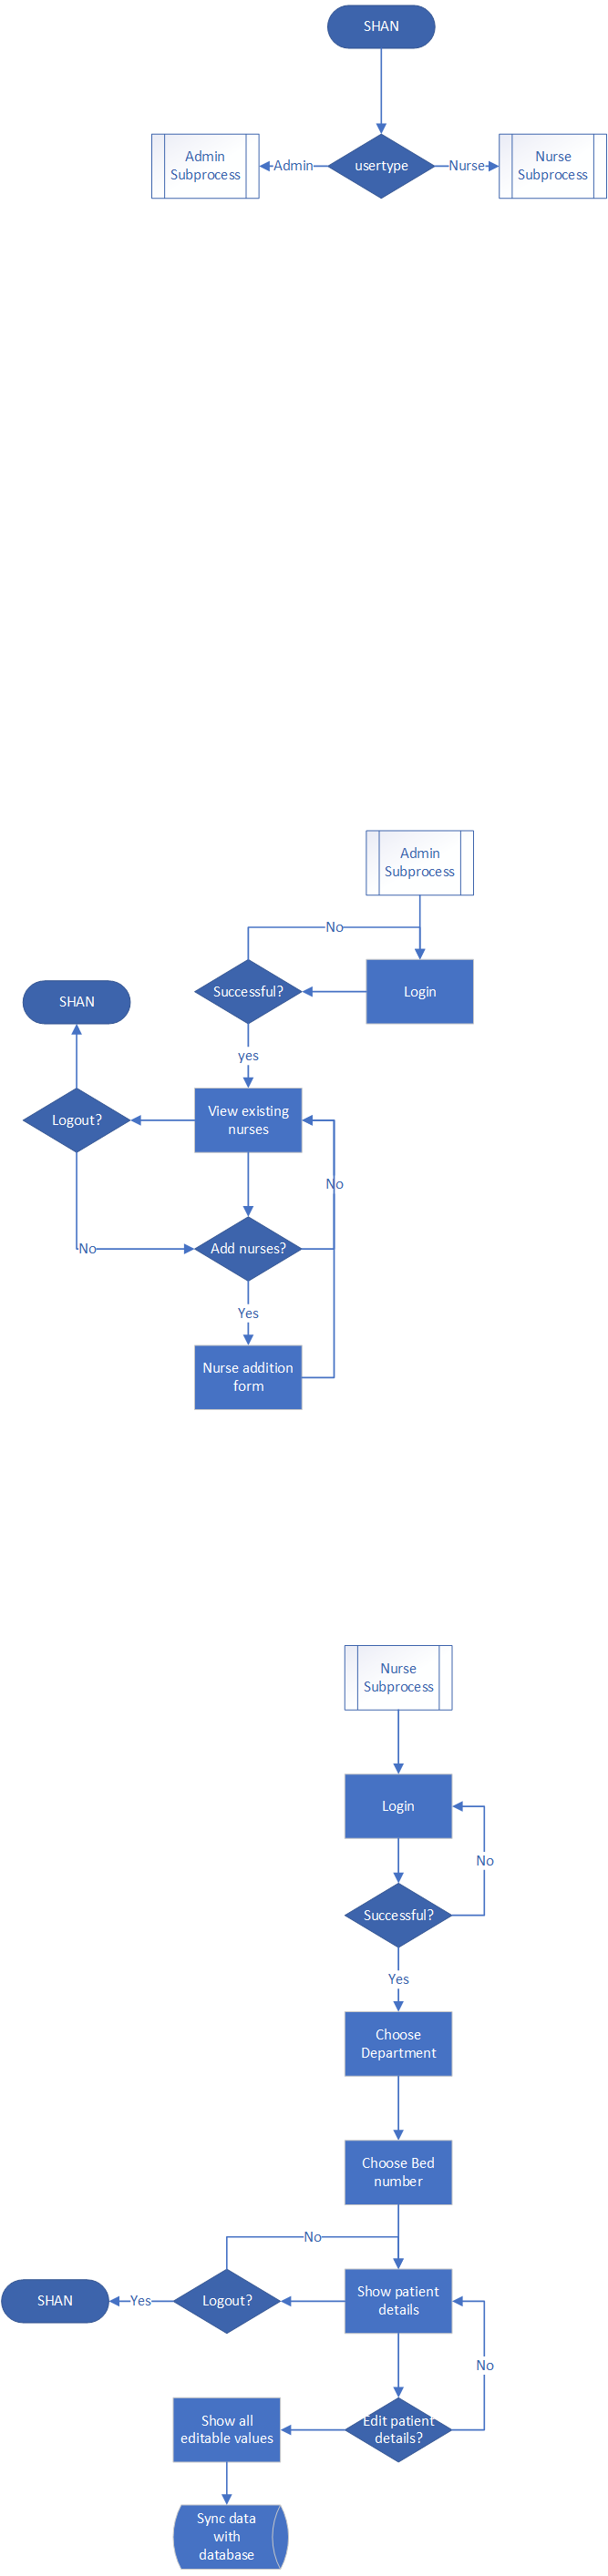 SHAN
Admin
Subprocess
Admin
usertype
Nurse
Nurse
Subprocess
Admin
Subprocess
No
Successful?
Login
SHAN
yes
Logout?
View existing
nurses
No
No
Add nurses?
Yes
Nurse addition
form
Nurse
Subprocess
Login
No
Successful?
Yes
Choose
Department
Choose Bed
number
No
SHAN
Yes
Logout?
Show patient
details
No
Show all
editable values
Edit patient
details?
Sync data
with
database